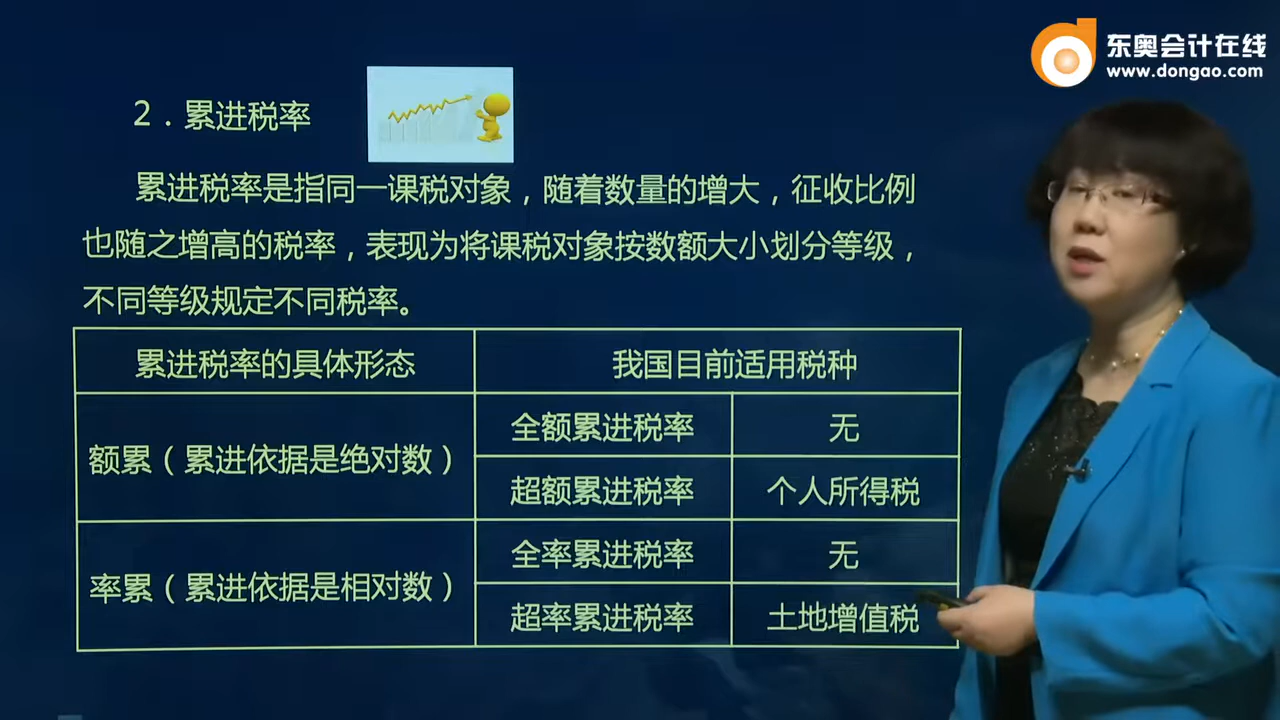 东奥会计在线
www.dongao.com
2．累进税率
累进税率是指同一课税对象，随着数量的增大，征收比例
也随之增高的税率，表现为将课税对象按数额大小划分等级，
不同等级规定不同税率。
累进税率的具体形态 我国目前适用税种
额累（累进依据是绝对数） 全额累进税率 无
超额累进税率 个人所得税
率累（累进依据是相对数） 全率累进税率 无
超率累进税率 土地增值税